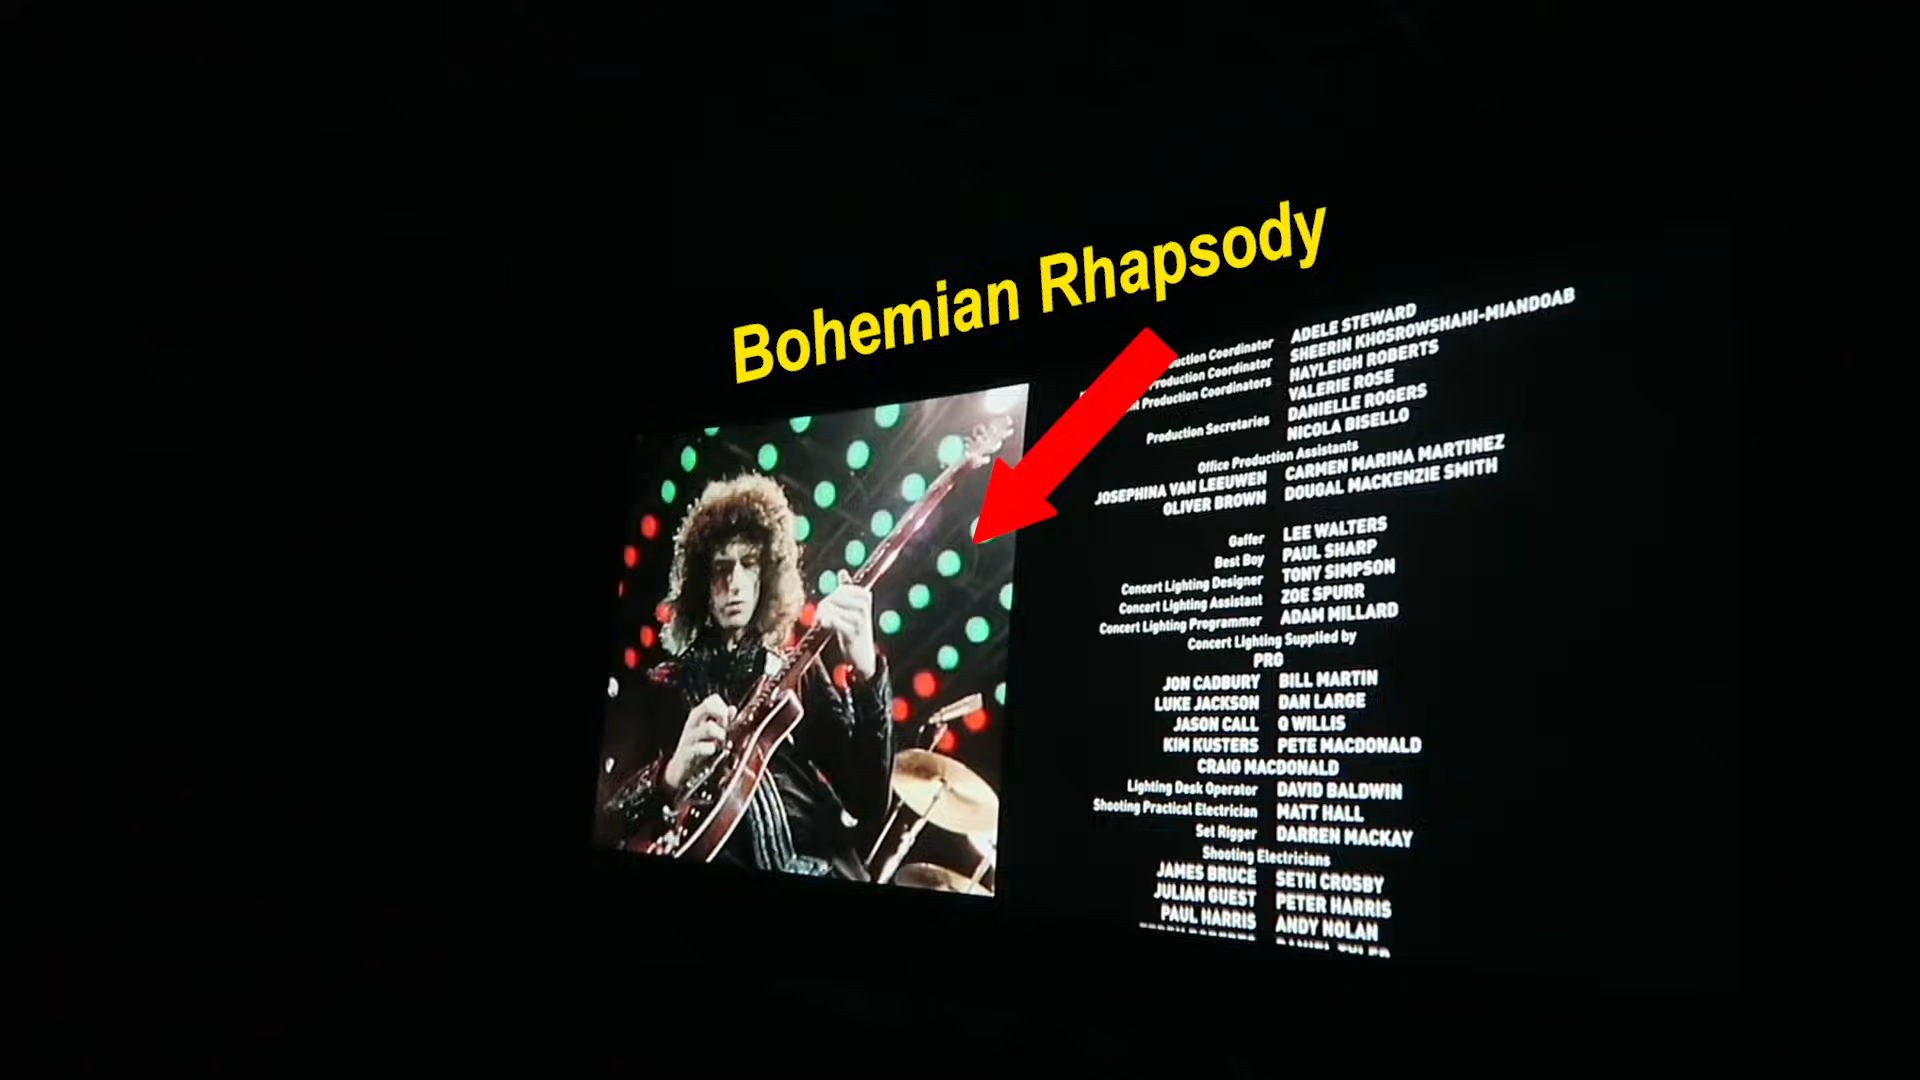 Bohemian Rhapsody
Production Coordinator ADELE STEWARD
Production Coordinator SHEERIN KHOSROWSHAHI-MIANDOAB
Production Coordinators HAYLEIGH ROBERTS
VALERIE ROSE
Production Secretaries DANIELLE ROGERS
NICOLA BISELLO
Office Production Assistants
JOSEPHINA VAN LEEUWEN CARMEN MARINA MARTINEZ
OLIVER BROWN DOUGAL MACKENZIE SMITH
Gaffer LEE WALTERS
Best Boy PAUL SHARP
Concert Lighting Designer TONY SIMPSON
Concert Lighting Assistant ZOE SPURR
Concert Lighting Programmer ADAM MILLARD
Concert Lighting Supplied by
PRG
JON CADBURY BILL MARTIN
LUKE JACKSON DAN LARGE
JASON CALL Q WILLIS
KIM KUSTERS PETE MACDONALD
CRAIG MACDONALD
Lighting Desk Operator DAVID BALDWIN
Shooting Practical Electrician MATT HALL
Set Rigger DARREN MACKAY
Shooting Electricians
JAMES BRUCE SETH CROSBY
JULIAN GUEST PETER HARRIS
PAUL HARRIS ANDY NOLAN